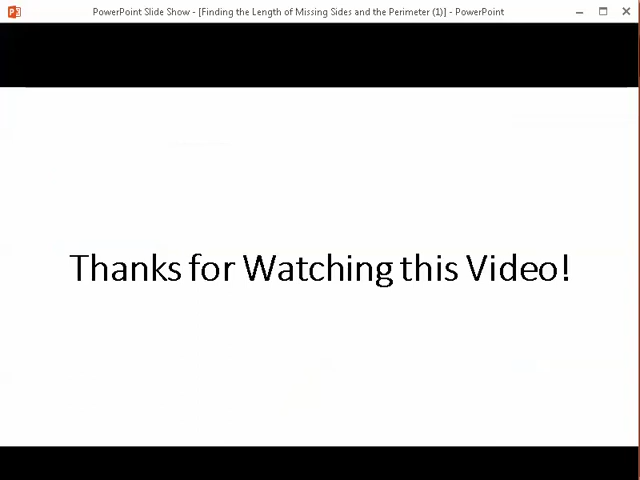 PowerPoint Slide Show - [Finding the Length of Missing Sides and the Perimeter (1)] - PowerPoint
Thanks for Watching this Video!